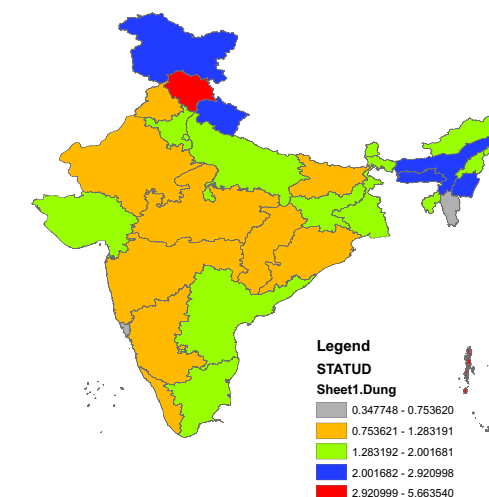 Legend
STATUD
Sheet1.Dung
0.347748 - 0.753620
0.753621 - 1.283191
1.283192 - 2.001681
2.001682 - 2.920998
2.920999 - 5.663540